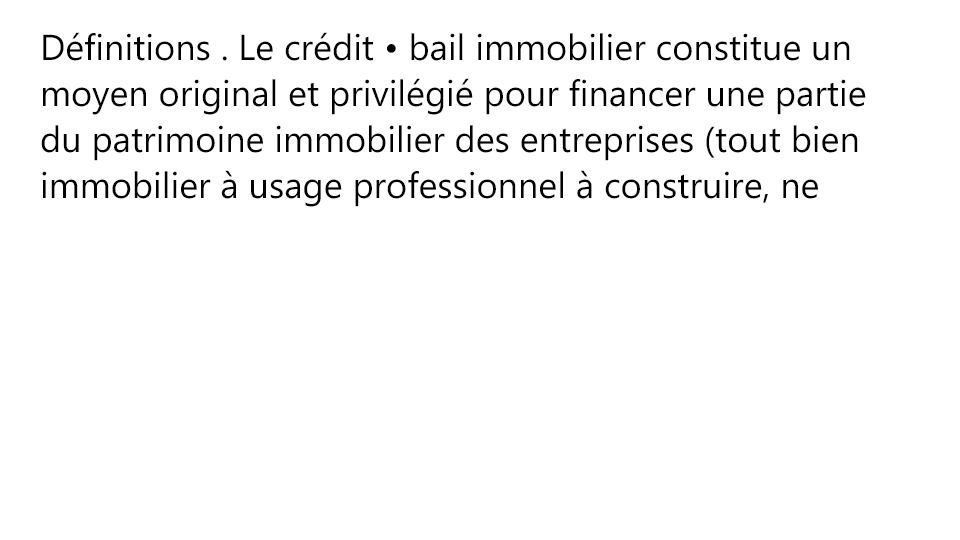 Définitions . Le crédit • bail immobilier constitue un
moyen original et privilégié pour financer une partie
du patrimoine immobilier des entreprises (tout bien
immobilier à usage professionnel à construire, ne